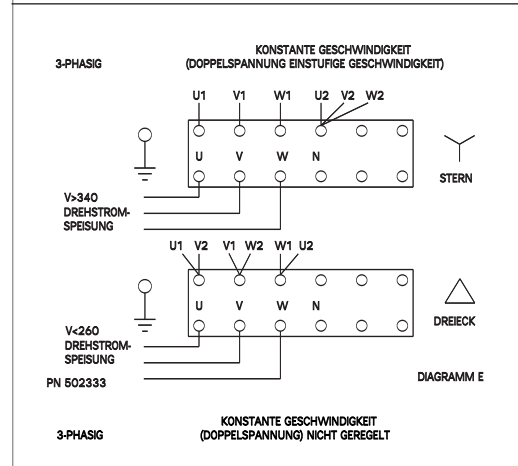 KONSTANTE GESCHWINDIGKEIT
3-PHASIG (DOPPELSPANNUNG EINSTUFIGE GESCHWINDIGKEIT)
U1 V1 W1 U2 V2 W2
U V W N
STERN
V>340
DREHSTROM-
SPEISUNG
U1 V2 V1 W2 W1 U2
U V W N
DREIECK
V<260
DREHSTROM-
SPEISUNG
PN 502333
DIAGRAMM E
KONSTANTE GESCHWINDIGKEIT
3-PHASIG (DOPPELSPANNUNG) NICHT GEREGELT